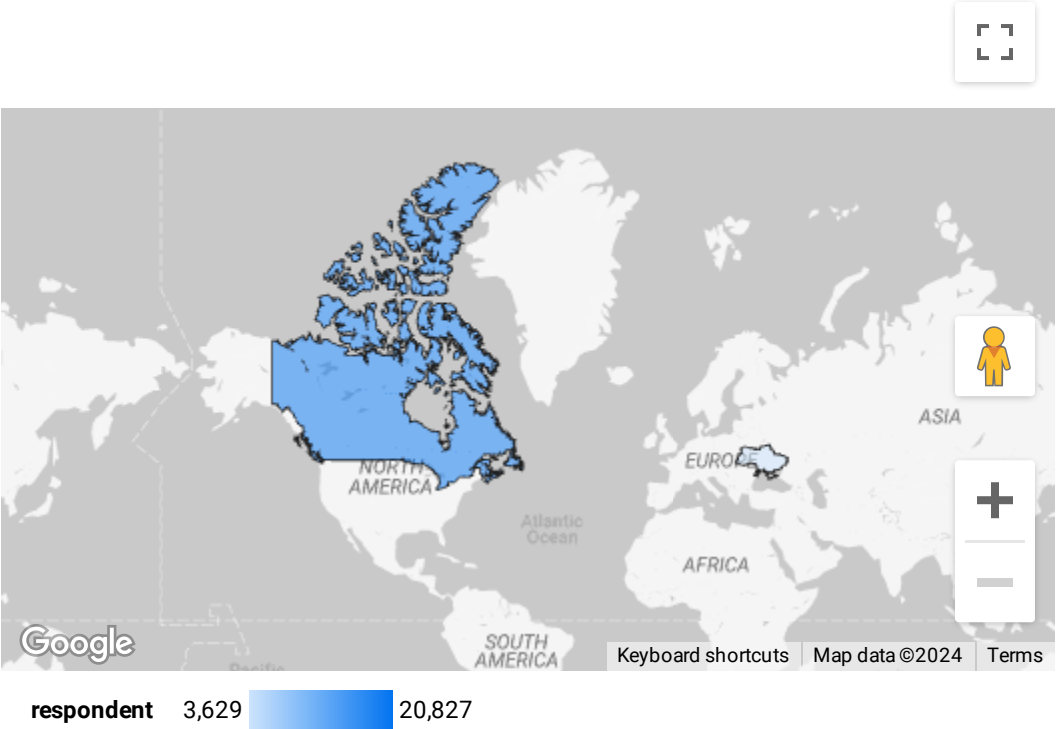 ASIA
EUROPE
NORTH
AMERICA
Atlantic
Ocean
AFRICA
SOUTH
AMERICA
Pacific
Google
Keyboard shortcuts
Map data ©2024
Terms
respondent 3,629 20,827